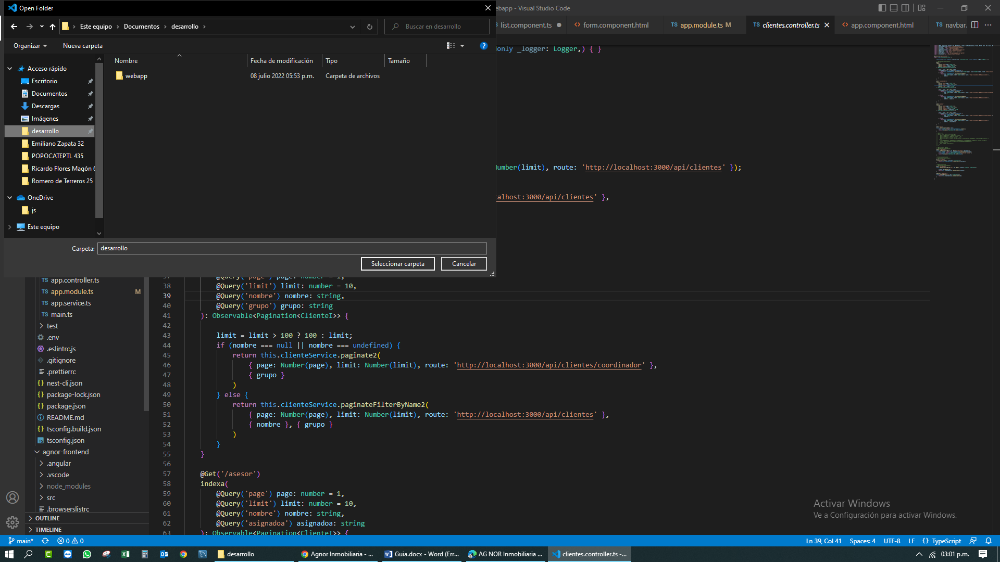 Open Folder
ebapp - Visual Studio Code
Este equipo
Documentos
desarrollo
Buscar en desarrollo
list.component.ts
form.component.html
TS app.module.ts M
TS clientes.controller.ts
app.component.html
TS navbar.
Organizar
Nueva carpeta
Nombre
Fecha de modificación
Tipo
Tamaño
webapp
08 julio 2022 05:53 p.m.
Carpeta de archivos
Acceso rápido
Escritorio
Documentos
Descargas
Imágenes
desarrollo
Emiliano Zapata 32
POPOCATEPTL 435
Ricardo Flores Magón 6
Romero de Terreros 25
OneDrive
js
Este equipo
Carpeta: desarrollo
Seleccionar carpeta
Cancelar
only _logger: Logger,) { }
Number(limit), route: 'http://localhost:3000/api/clientes' });
calhost:3000/api/clientes' },
TS app.controller.ts
TS app.module.ts M
TS app.service.ts
TS main.ts
test
.env
.eslintrc.js
.gitignore
.prettierrc
{} nest-cli.json
{} package-lock.json
{} package.json
README.md
{} tsconfig.build.json
tsconfig.json
agnor-frontend
.angular
.vscode
node_modules
src
.browserslistrc
OUTLINE
TIMELINE
37 @Query('page') page: number = 1,
38 @Query('limit') limit: number = 10,
39 @Query('nombre') nombre: string,
40 @Query('grupo') grupo: string
41 ): Observable<Pagination<ClienteI>> {
42
43 limit = limit > 100 ? 100 : limit;
44 if (nombre === null || nombre === undefined) {
45 return this.clienteService.paginate2(
46 { page: Number(page), limit: Number(limit), route: 'http://localhost:3000/api/clientes/coordinador' },
47 { grupo }
48 )
49 } else {
50 return this.clienteService.paginateFilterByName2(
51 { page: Number(page), limit: Number(limit), route: 'http://localhost:3000/api/clientes' },
52 { nombre }, { grupo }
53 )
54 }
55 }
56
57 @Get('/asesor')
58 indexa(
59 @Query('page') page: number = 1,
60 @Query('limit') limit: number = 10,
61 @Query('nombre') nombre: string,
62 @Query('asignadoa') asignadoa: string
63 ): Observable<Pagination<ClienteI>> {
Activar Windows
Ve a Configuración para activar Windows.
main*
0 0
Ln 39, Col 41
Spaces: 4
UTF-8
LF
{} TypeScript
desarrollo
Agnor Inmobiliaria - ...
Guia.docx - Word (Err...
AG NOR Inmobiliaria ...
clientes.controller.ts -...
03:01 p.m.